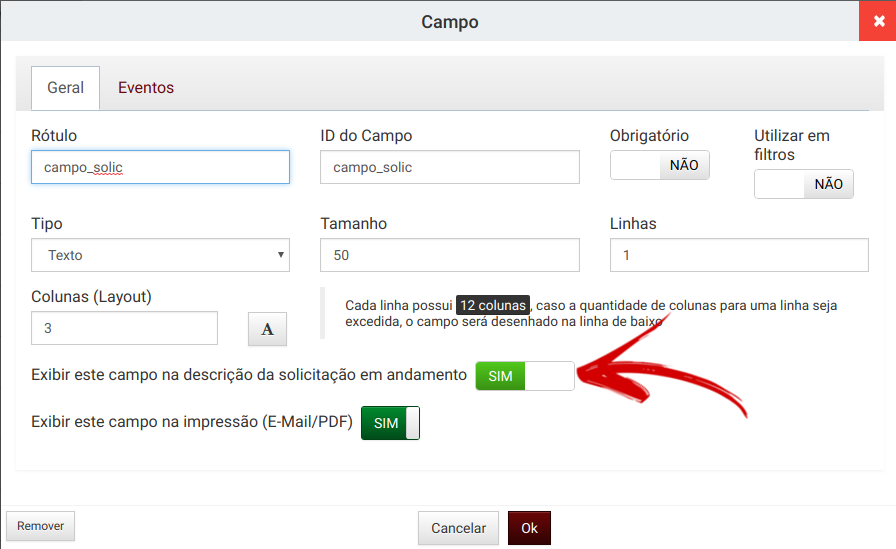 Campo
Geral
Eventos
Rótulo
ID do Campo
Obrigatório
Utilizar em
filtros
campo_solic
campo_solic
NÃO
NÃO
Tipo
Tamanho
Linhas
Texto
50
1
Colunas (Layout)
3
A
Cada linha possui 12 colunas, caso a quantidade de colunas para uma linha seja
excedida, o campo será desenhado na linha de baixo
Exibir este campo na descrição da solicitação em andamento SIM
Exibir este campo na impressão (E-Mail/PDF) SIM
Remover
Cancelar
Ok